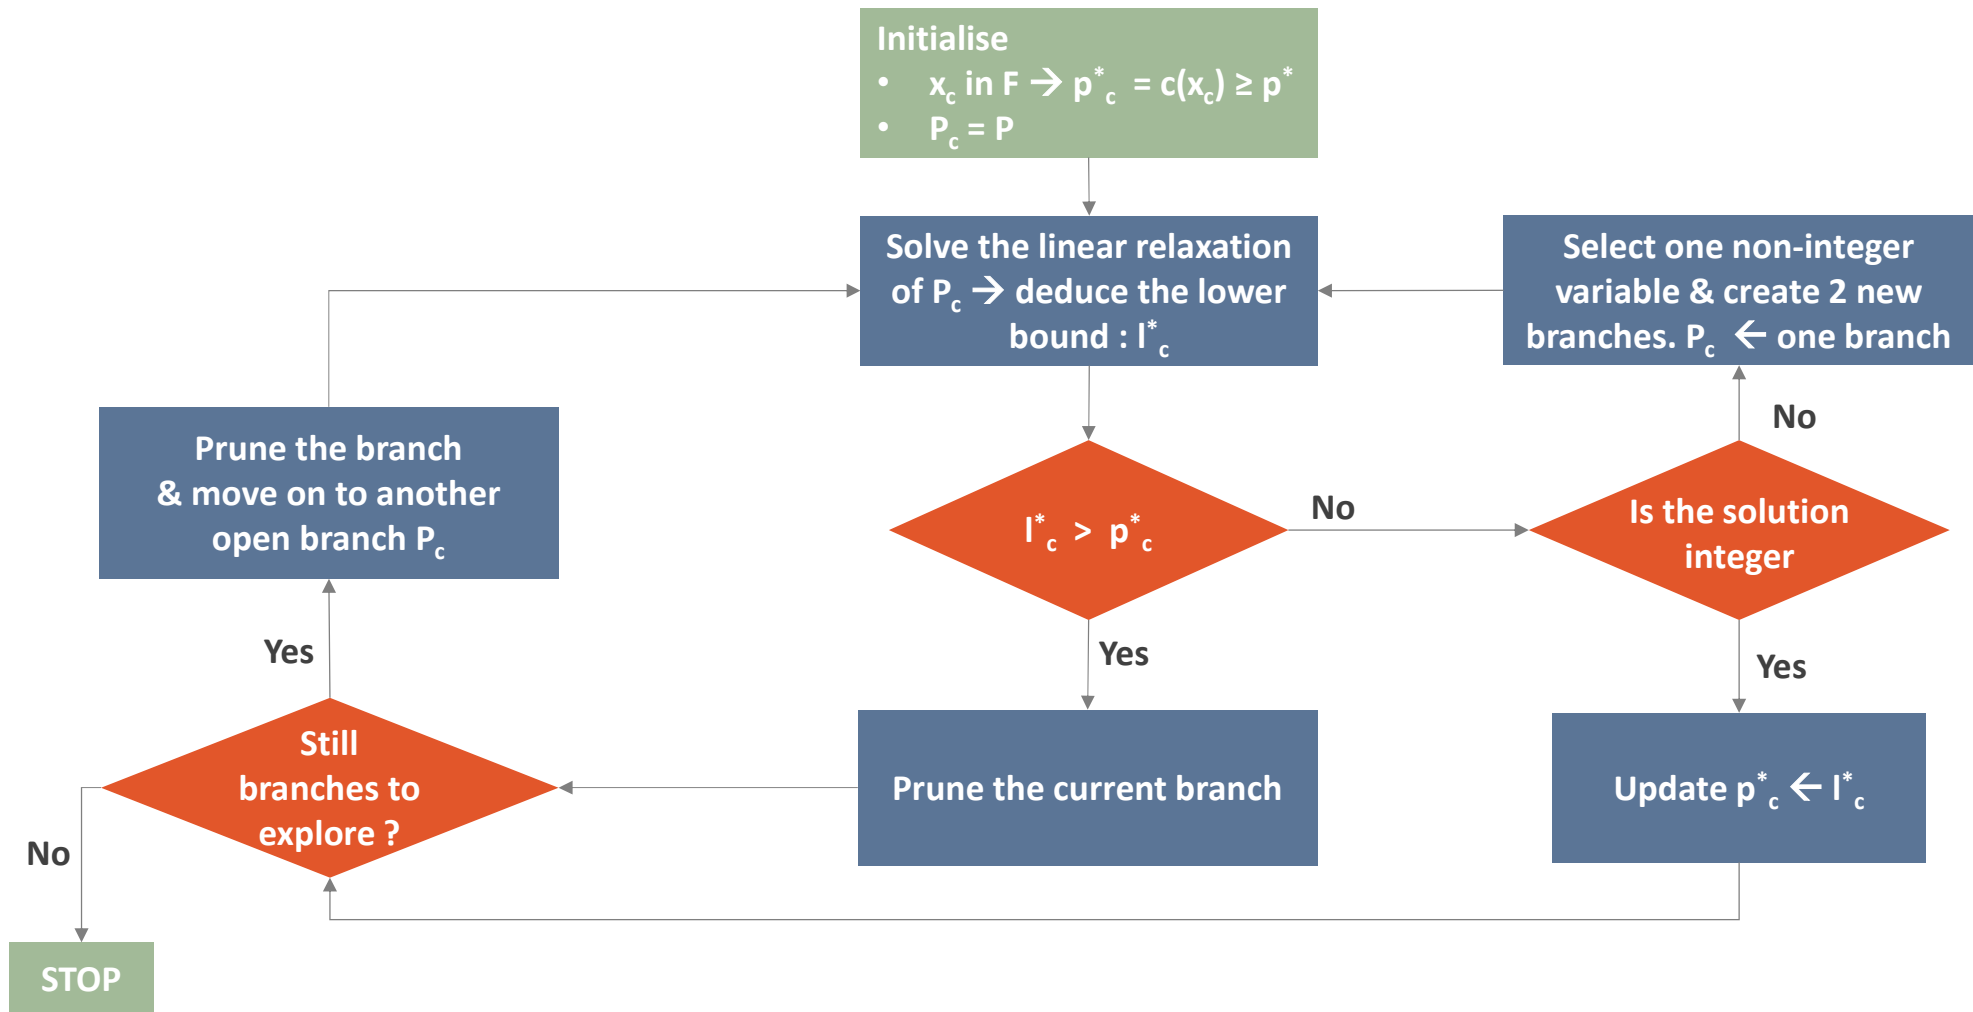 Initialise
• x_c in F → p*_c = c(x_c) ≥ p*
• P_c = P
Solve the linear relaxation
of P_c → deduce the lower
bound : l*_c
Select one non-integer
variable & create 2 new
branches. P_c ← one branch
Prune the branch
& move on to another
open branch P_c
No
l*_c > p*_c
No
Is the solution
integer
Yes
Yes
Yes
Still
branches to
explore ?
Prune the current branch
Update p*_c ← l*_c
No
STOP